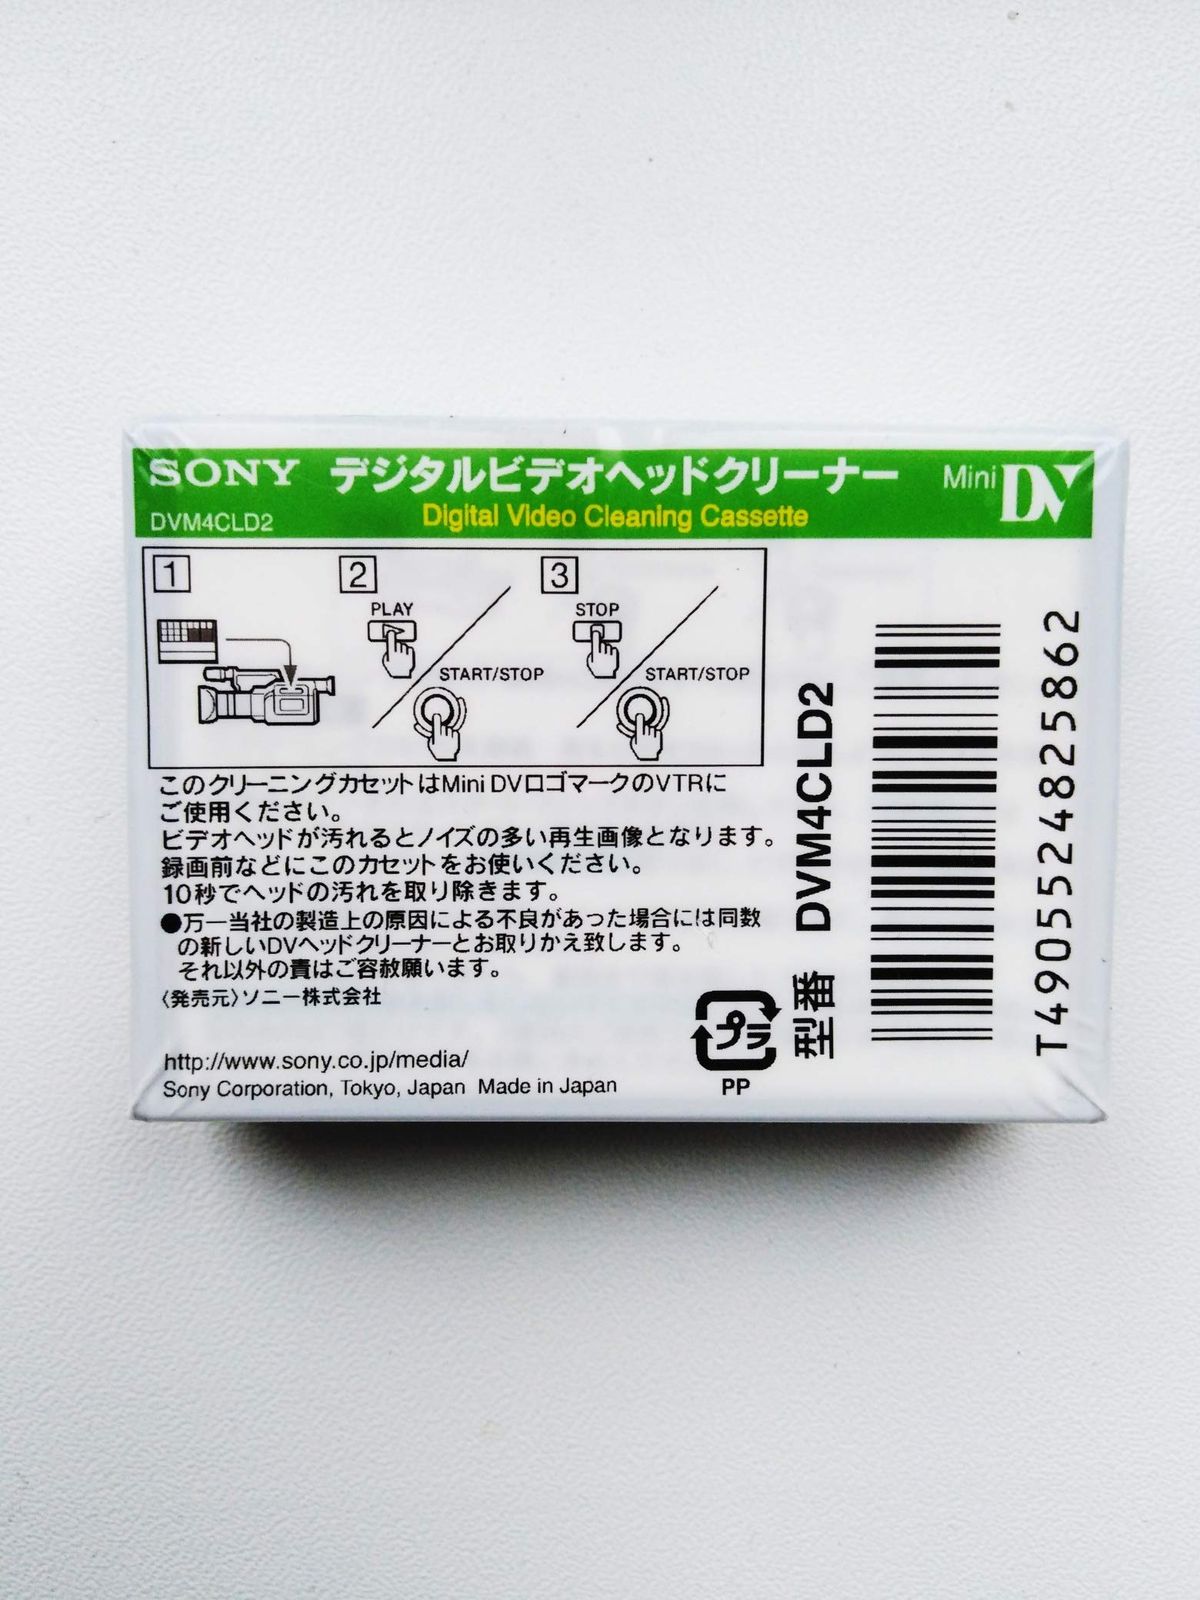 SONY デジタルビデオヘッドクリーナー Mini DV
DVM4CLD2 Digital Video Cleaning Cassette
1 2 3
PLAY STOP
START/STOP START/STOP
このクリーニングカセットはMini DVロゴマークのVTRに
ご使用ください。
ビデオヘッドが汚れるとノイズの多い再生画像となります。
録画前などにこのカセットをお使いください。
10秒でヘッドの汚れを取り除きます。
●万一当社の製造上の原因による不良があった場合には同数
の新しいDVヘッドクリーナーとお取りかえ致します。
それ以外の責はご容赦願います。
〈発売元〉ソニー株式会社
http://www.sony.co.jp/media/
Sony Corporation, Tokyo, Japan Made in Japan
プラ
PP
型番 DVM4CLD2
T4905524825862